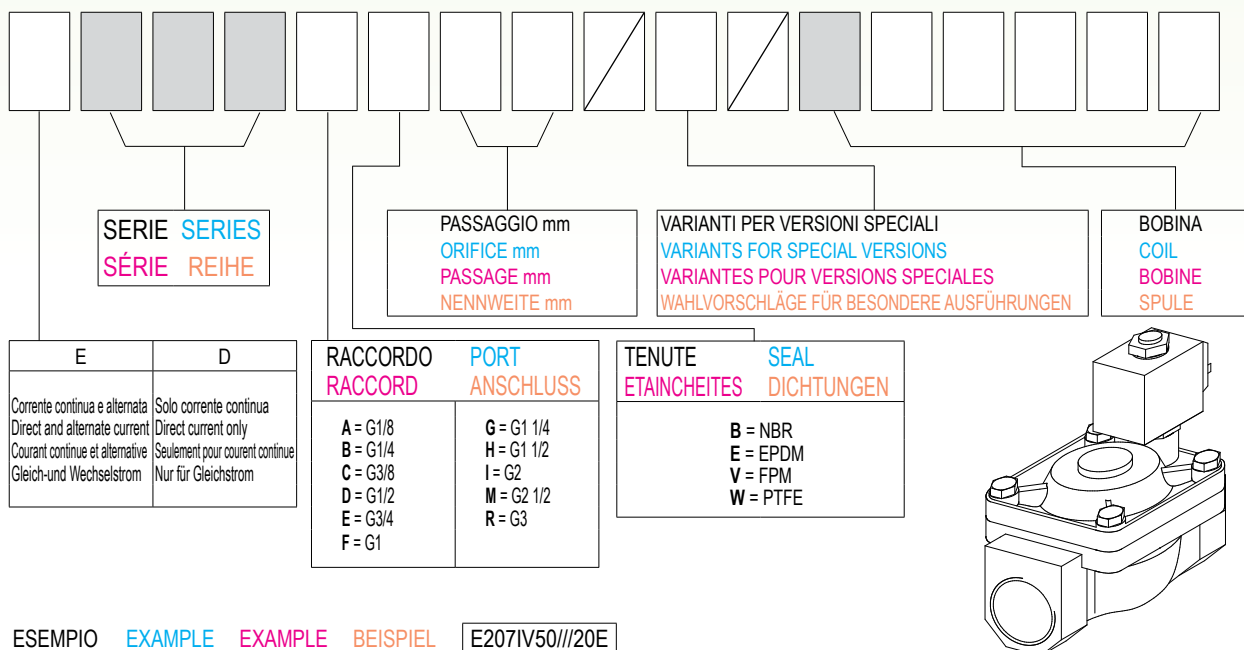 SERIE SERIES
SÉRIE REIHE
PASSAGGIO mm
ORIFICE mm
PASSAGE mm
NENNWEITE mm
VARIANTI PER VERSIONI SPECIALI
VARIANTS FOR SPECIAL VERSIONS
VARIANTES POUR VERSIONS SPECIALES
WAHLVORSCHLÄGE FÜR BESONDERE AUSFÜHRUNGEN
BOBINA
COIL
BOBINE
SPULE
E D
Corrente continua e alternata Solo corrente continua
Direct and alternate current Direct current only
Courant continue et alternative Seulement pour courent continue
Gleich-und Wechselstrom Nur für Gleichstrom
RACCORDO PORT
RACCORD ANSCHLUSS
A = G1/8 G = G1 1/4
B = G1/4 H = G1 1/2
C = G3/8 I = G2
D = G1/2 M = G2 1/2
E = G3/4 R = G3
F = G1
TENUTE SEAL
ETAINCHEITES DICHTUNGEN
B = NBR
E = EPDM
V = FPM
W = PTFE
ESEMPIO EXAMPLE EXAMPLE BEISPIEL E207IV50///20E